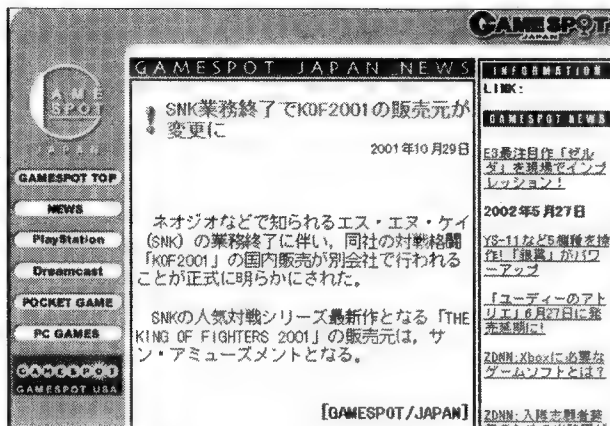 GAMESPOT
JAPAN
GAME
SPOT
JAPAN
GAMESPOT TOP
NEWS
PlayStation
Dreamcast
POCKET GAME
PC GAMES
GAMESPOT
GAMESPOT USA
GAMESPOT JAPAN NEWS
SNK業務終了でKOF2001の販売元が
変更に
2001年10月29日
ネオジオなどで知られるエス・エヌ・ケイ
(SNK) の業務終了に伴い，同社の対戦格闘
「KOF2001」の国内販売が別会社で行われる
ことが正式に明らかにされた。
SNKの人気対戦シリーズ最新作となる「THE
KING OF FIGHTERS 2001」の販売元は，サ
ン・アミューズメントとなる。
[GAMESPOT/JAPAN]
INFORMATION
LINK:
GAMESPOT NEWS
E3最注目作「ゼル
ダ」を現場でインプ
レッション！
2002年5月27日
YS-11など5機種を操
作！「銀翼」がパワ
ーアップ
「ユーディーのアト
リエ」6月27日に発
売延期に！
ZDNN:Xboxに必要な
ゲームソフトとは？
ZDNN:入隊志願者募